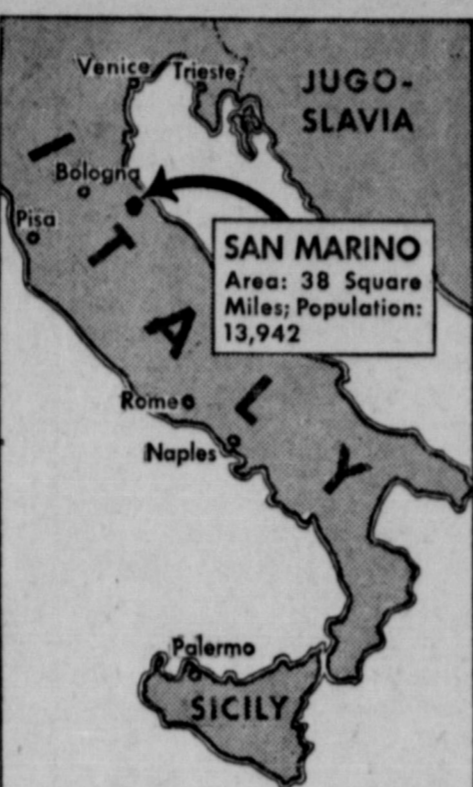 Venice
Trieste
JUGO-
SLAVIA
ITALY
Bologna
Pisa
SAN MARINO
Area: 38 Square
Miles; Population:
13,942
Rome
Naples
Palermo
SICILY